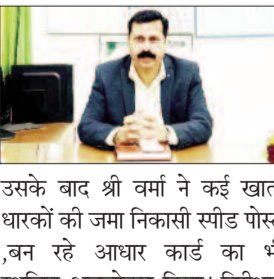 उसके बाद श्री वर्मा ने कई खात
धारकों की जमा निकासी स्पीड पोस्ट
,बन रहे आधार कार्ड का भी